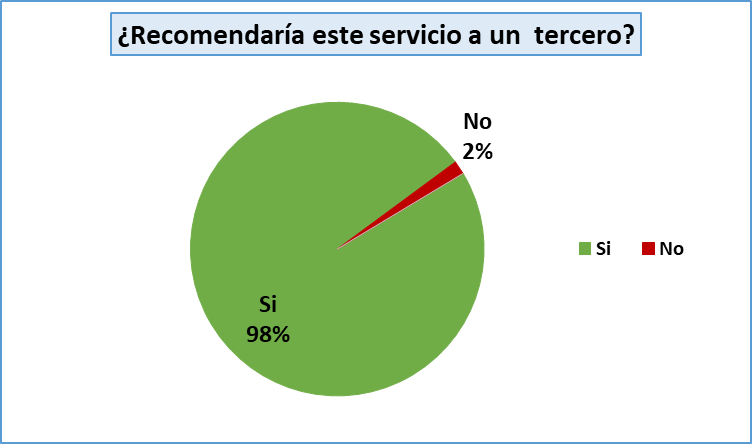 ¿Recomendaría este servicio a un  tercero?
No
2%
Si
98%
Si
No